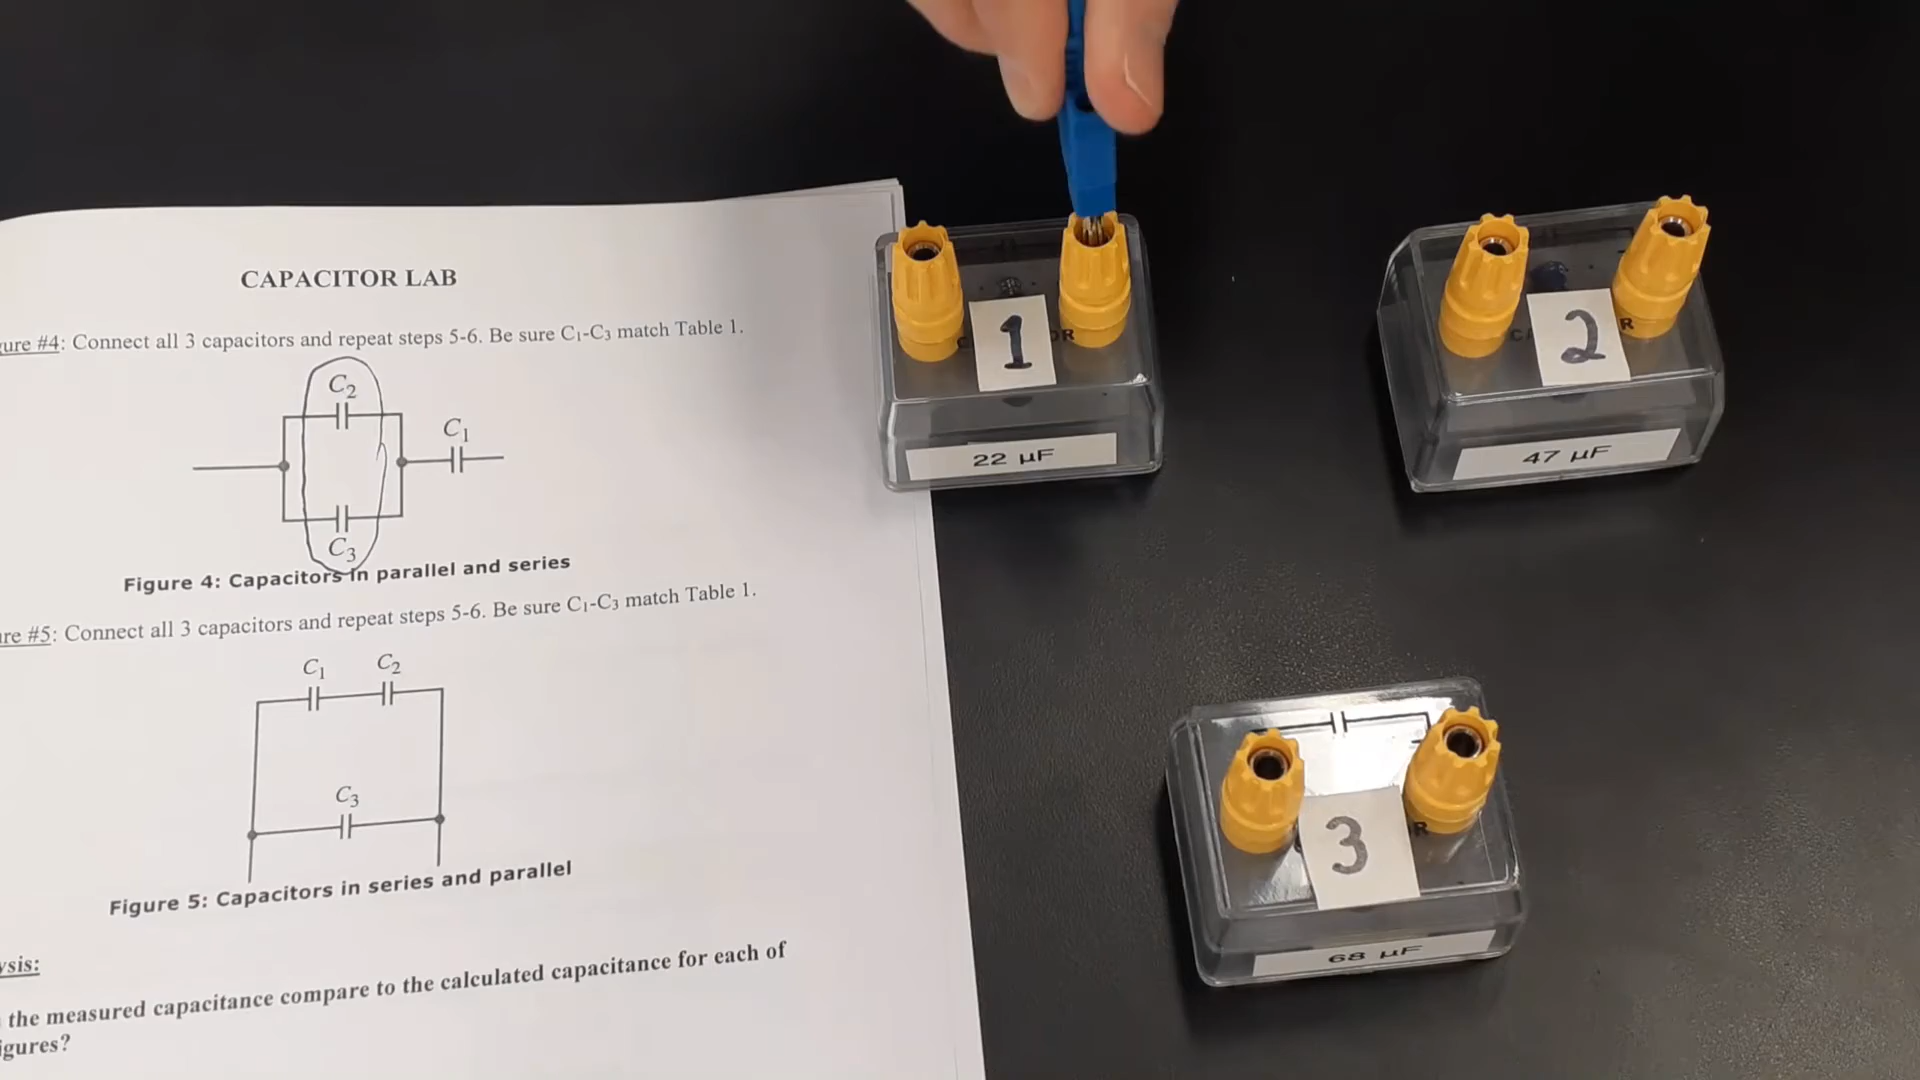 CAPACITOR LAB
ure #4: Connect all 3 capacitors and repeat steps 5-6. Be sure C1-C3 match Table 1.
C2
C1
C3
Figure 4: Capacitors in parallel and series
re #5: Connect all 3 capacitors and repeat steps 5-6. Be sure C1-C3 match Table 1.
C1 C2
C3
Figure 5: Capacitors in series and parallel
ysis:
the measured capacitance compare to the calculated capacitance for each of
igures?
1
22 µF
2
47 µF
3
68 µF